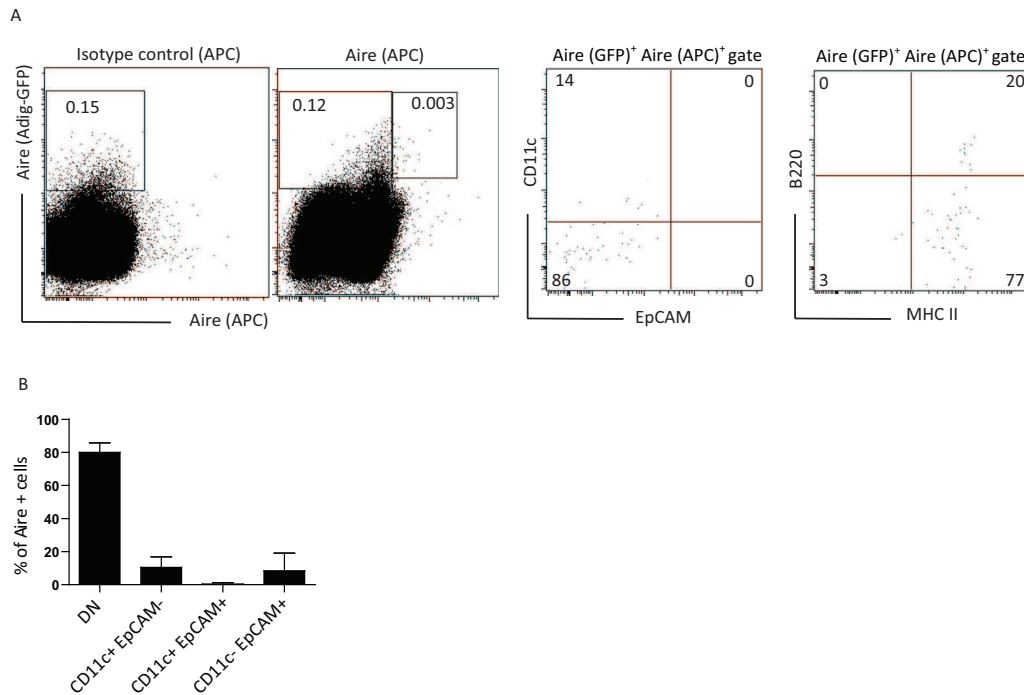 A
Isotype control (APC)
Aire (APC)
Aire (GFP)+ Aire (APC)+ gate
Aire (GFP)+ Aire (APC)+ gate
Aire (Adig-GFP)
0.15
0.12
0.003
CD11c
14
0
86
0
B220
0
20
3
77
Aire (APC)
EpCAM
MHC II
B
% of Aire + cells
100
80
60
40
20
0
DN
CD11c+ EpCAM-
CD11c+ EpCAM+
CD11c- EpCAM+